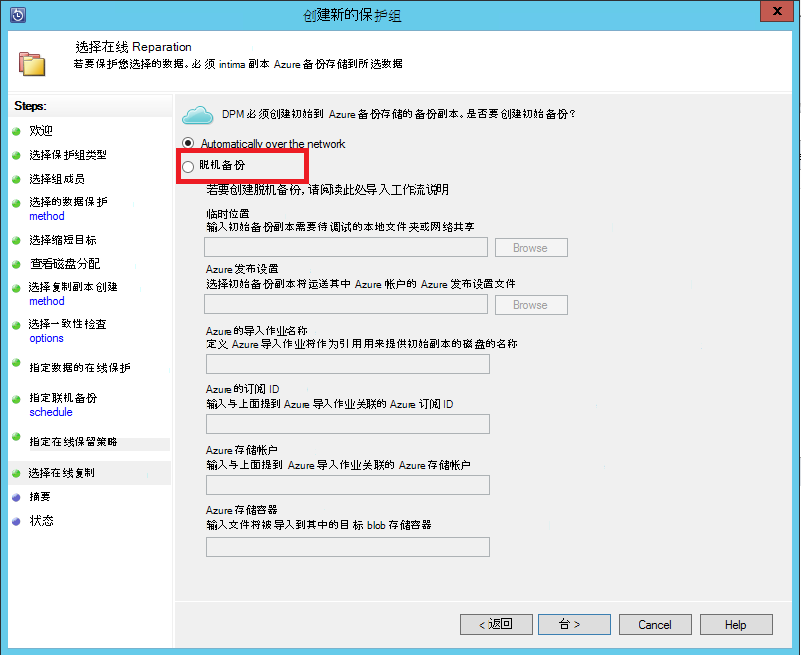 创建新的保护组
x
选择在线 Reparation
若要保护您选择的数据。必须 intima 副本 Azure 备份存储到所选数据
Steps:
欢迎
选择保护组类型
选择组成员
选择的数据保护
method
选择缩短目标
查看磁盘分配
选择复制副本创建
method
选择一致性检查
options
指定数据的在线保护
指定联机备份
schedule
指定在线保留策略
选择在线复制
摘要
状态
DPM 必须创建初始到 Azure 备份存储的备份副本。是否要创建初始备份？
Automatically over the network
脱机备份
若要创建脱机备份, 请阅读此处导入工作流说明
临时位置
输入初始备份副本需要待调试的本地文件夹或网络共享
Browse
Azure 发布设置
选择初始备份副本将运送其中 Azure 帐户的 Azure 发布设置文件
Browse
Azure 的导入作业名称
定义 Azure 导入作业将作为引用用来提供初始副本的磁盘的名称
Azure 的订阅 ID
输入与上面提到 Azure 导入作业关联的 Azure 订阅 ID
Azure 存储帐户
输入与上面提到 Azure 导入作业关联的 Azure 存储帐户
Azure 存储容器
输入文件将被导入到其中的目标 blob 存储容器
< 返回
台 >
Cancel
Help